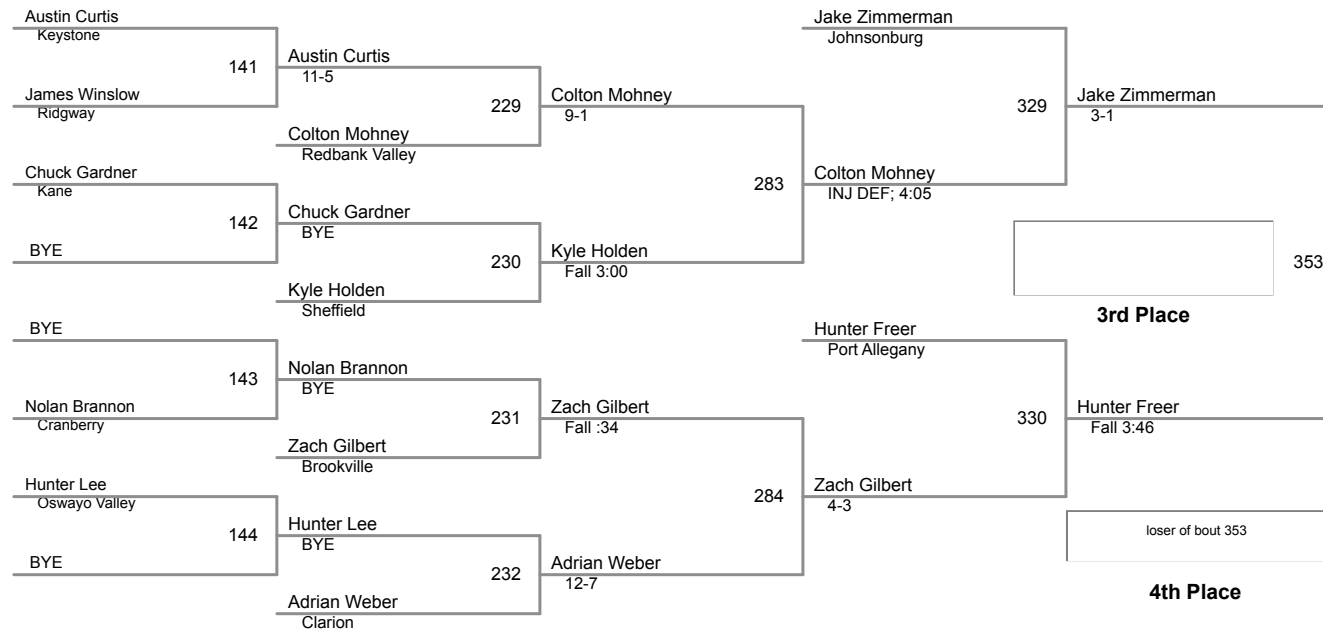 Austin Curtis
Keystone
141
James Winslow
Ridgway
Austin Curtis
11-5
229
Colton Mohney
Redbank Valley
Chuck Gardner
Kane
142
BYE
Chuck Gardner
BYE
230
Kyle Holden
Sheffield
BYE
143
Nolan Brannon
Cranberry
Nolan Brannon
BYE
231
Zach Gilbert
Brookville
Hunter Lee
Oswayo Valley
144
BYE
Hunter Lee
BYE
232
Adrian Weber
Clarion
Colton Mohney
9-1
283
Kyle Holden
Fall 3:00
Zach Gilbert
Fall :34
284
Adrian Weber
12-7
Jake Zimmerman
Johnsonburg
329
Colton Mohney
INJ DEF; 4:05
Hunter Freer
Port Allegany
330
Zach Gilbert
4-3
Jake Zimmerman
3-1
353
3rd Place
Hunter Freer
Fall 3:46
loser of bout 353
4th Place